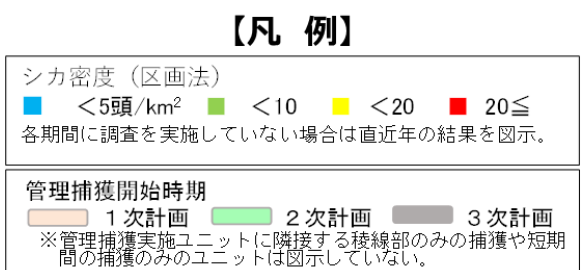 【凡 例】
シカ密度（区画法）
<5頭/km² <10 <20 20≦
各期間に調査を実施していない場合は直近年の結果を図示。
管理捕獲開始時期
1次計画 2次計画 3次計画
※管理捕獲実施ユニットに隣接する稜線部のみの捕獲や短期
間の捕獲のみのユニットは図示していない。